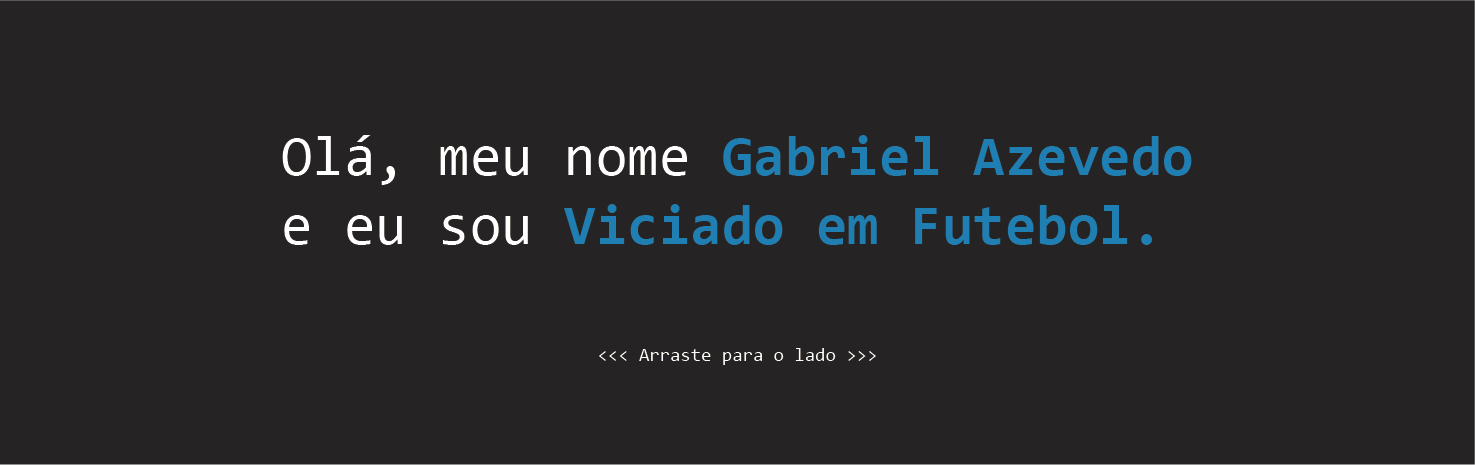 Olá, meu nome Gabriel Azevedo
e eu sou Viciado em Futebol.
<<< Arraste para o lado >>>